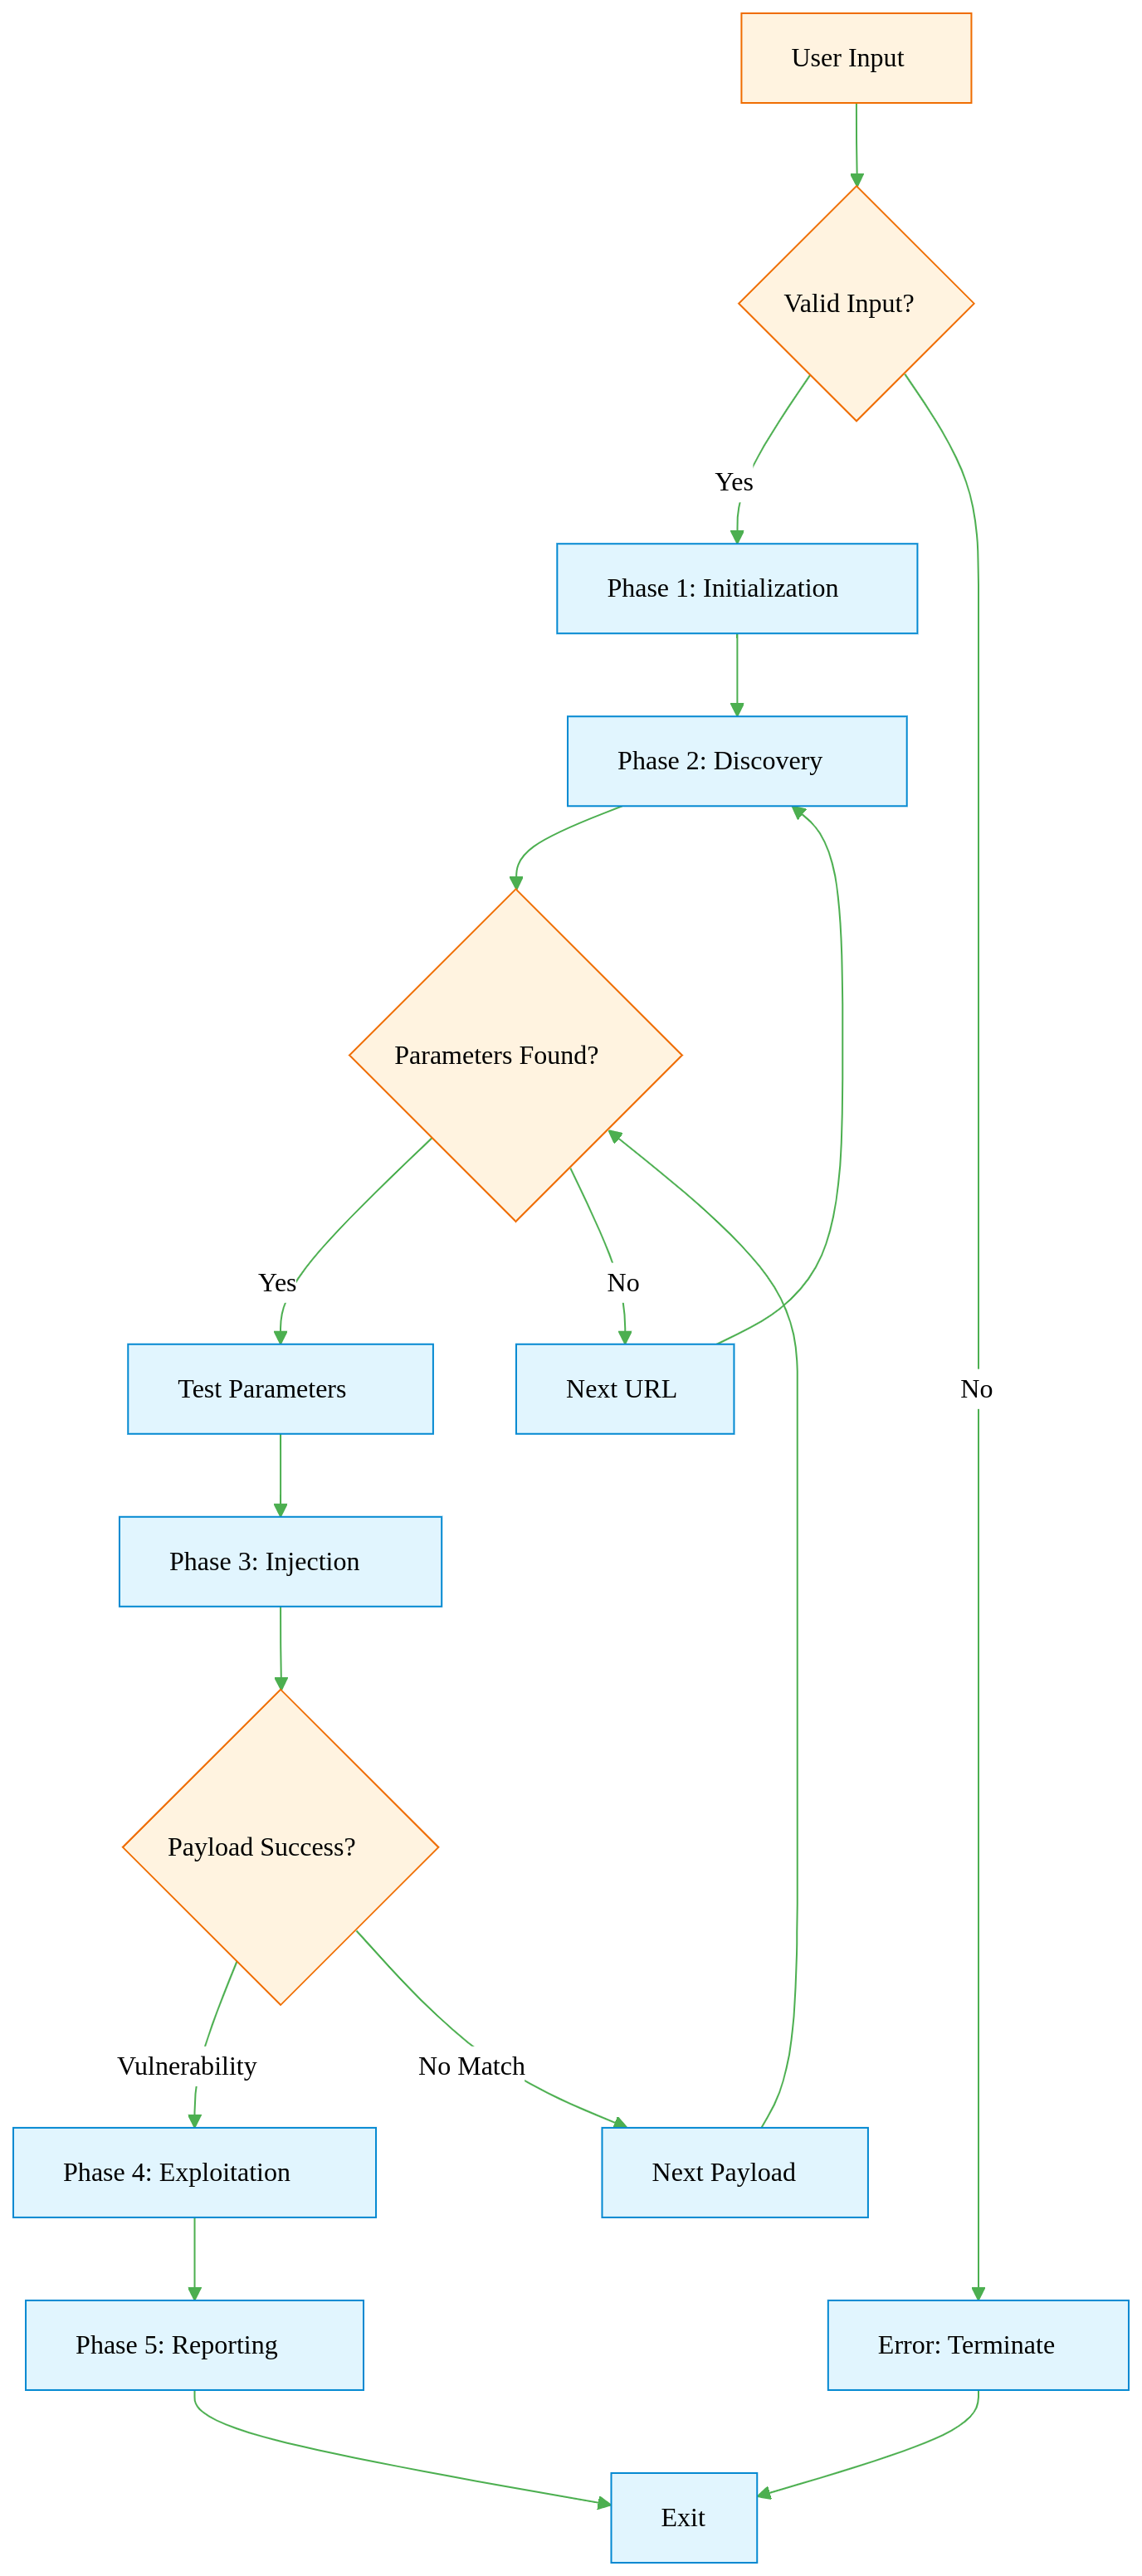 User Input
Valid Input?
Yes
Phase 1: Initialization
Phase 2: Discovery
Parameters Found?
Yes
No
Test Parameters
Next URL
No
Phase 3: Injection
Payload Success?
Vulnerability
No Match
Phase 4: Exploitation
Next Payload
Phase 5: Reporting
Error: Terminate
Exit